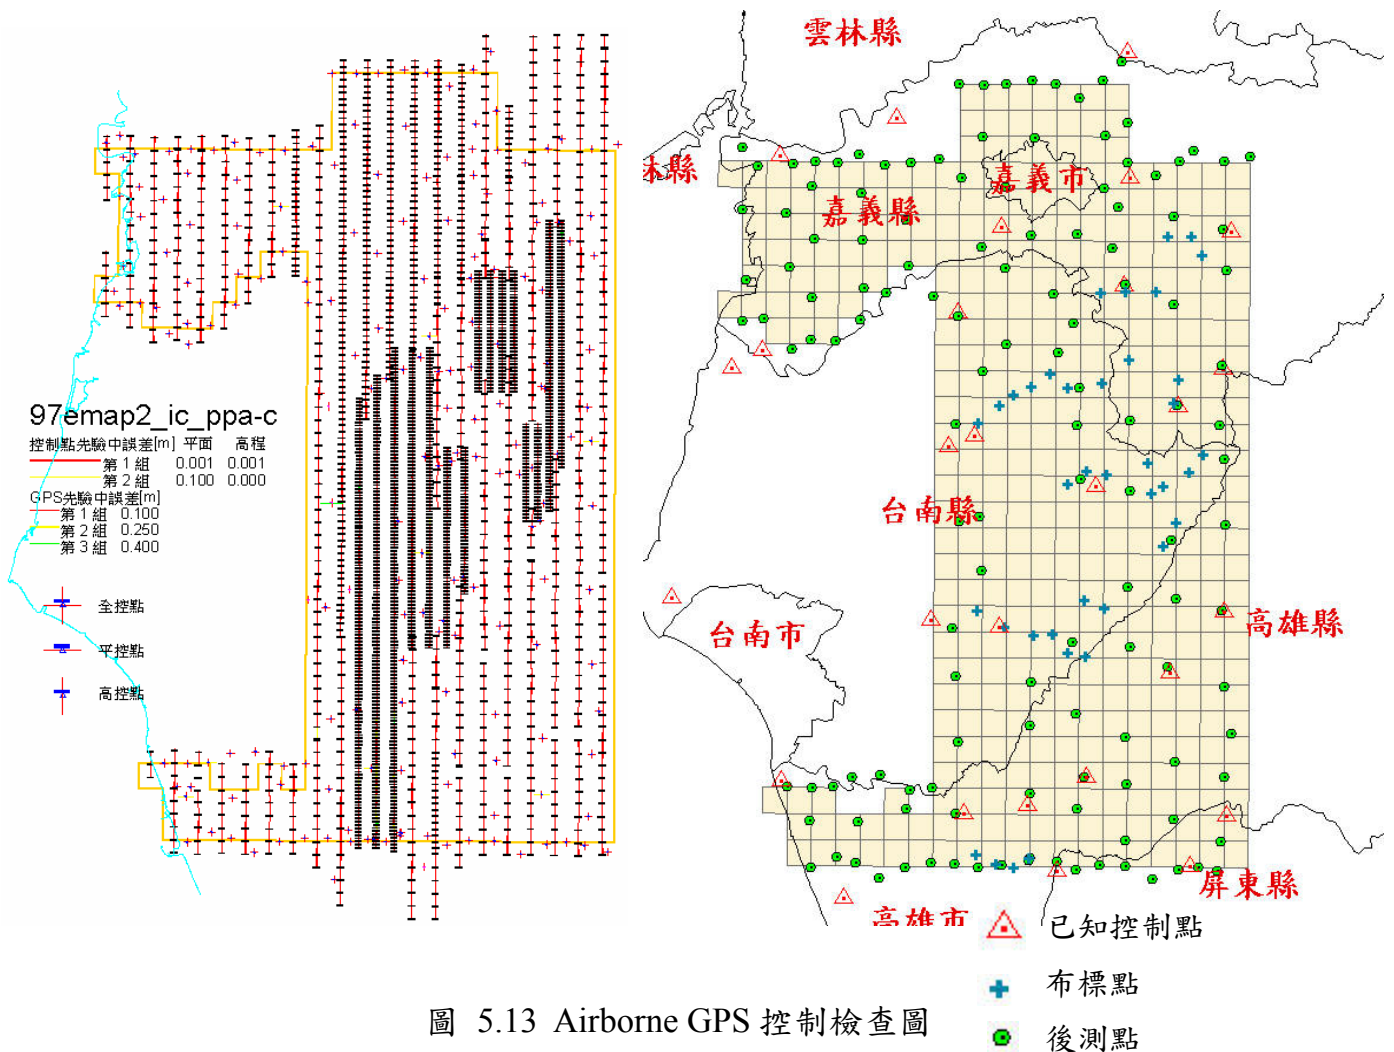 97emap2_ic_ppa-c
控制點先驗中誤差[m] 平面 高程
第 1 組 0.001 0.001
第 2 組 0.100 0.000
GPS先驗中誤差[m]
第 1 組 0.100
第 2 組 0.250
第 3 組 0.400
全控點
平控點
高控點
雲林縣
林縣
嘉義市
嘉義縣
台南縣
台南市
高雄縣
屏東縣
高雄市
已知控制點
布標點
後測點
圖 5.13 Airborne GPS 控制檢查圖